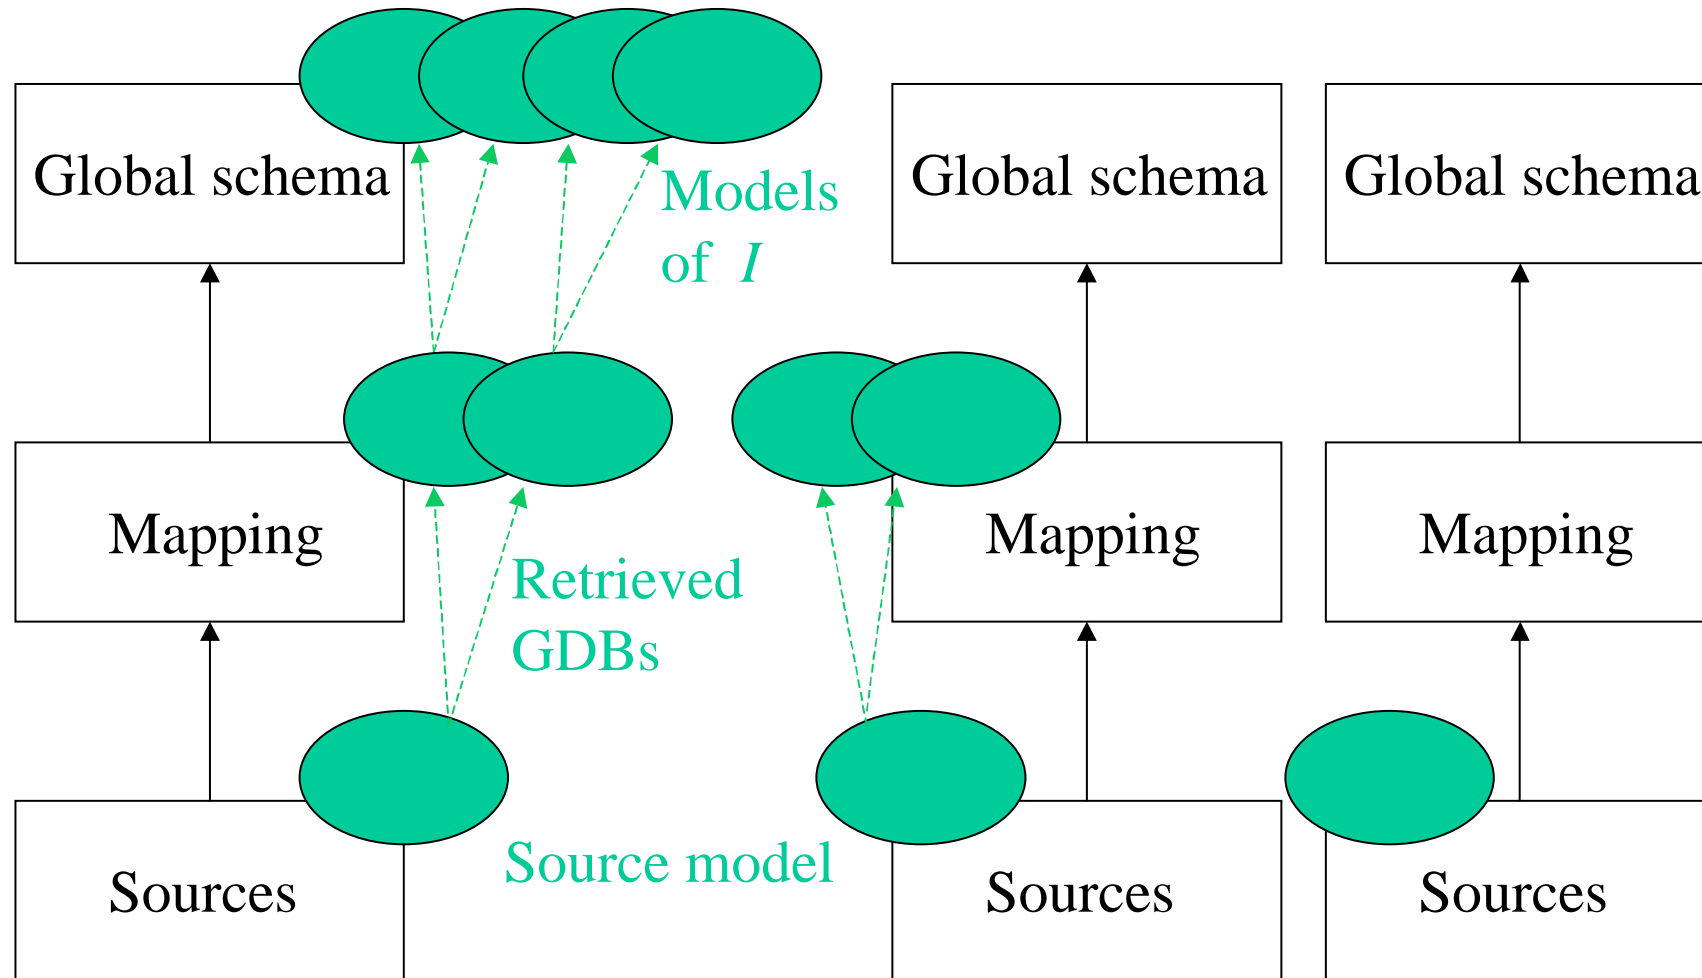 Global schema
Models
of I
Global schema
Global schema
Mapping
Retrieved
GDBs
Mapping
Mapping
Sources
Source model
Sources
Sources